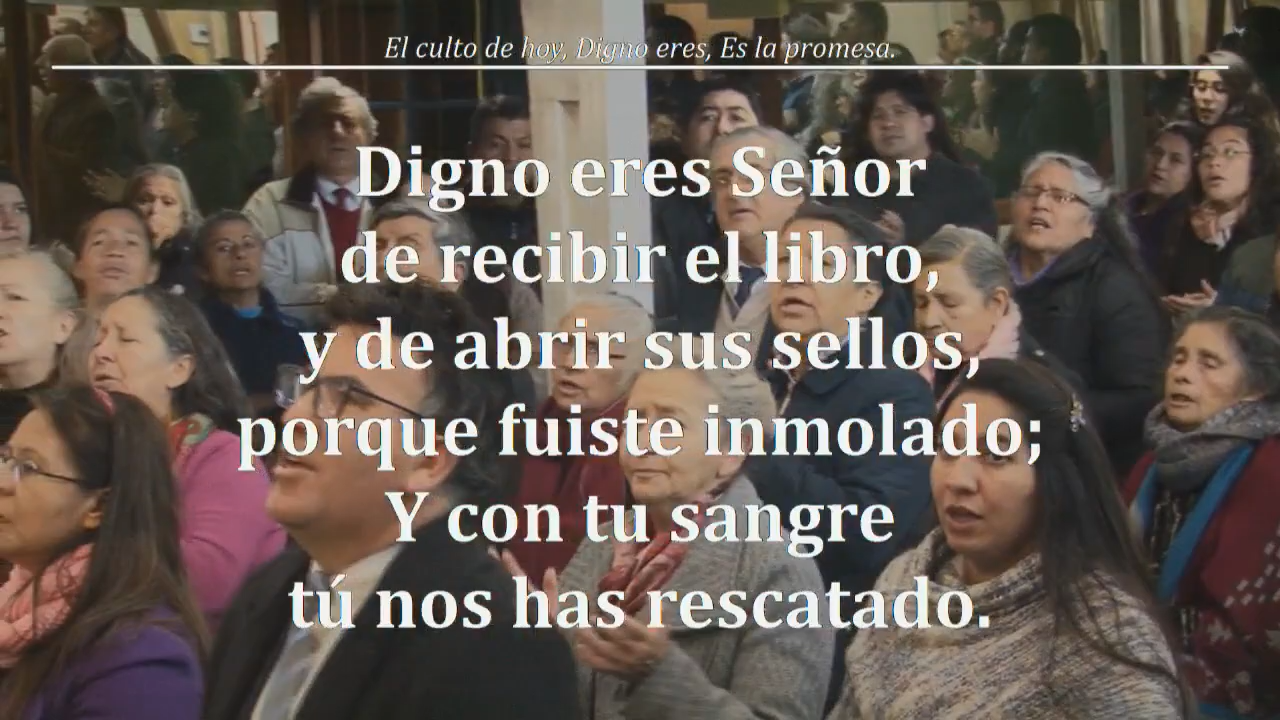 El culto de hoy, Digno eres, Es la promesa.
Digno eres Señor
de recibir el libro,
y de abrir sus sellos,
porque fuiste inmolado;
Y con tu sangre
tú nos has rescatado.